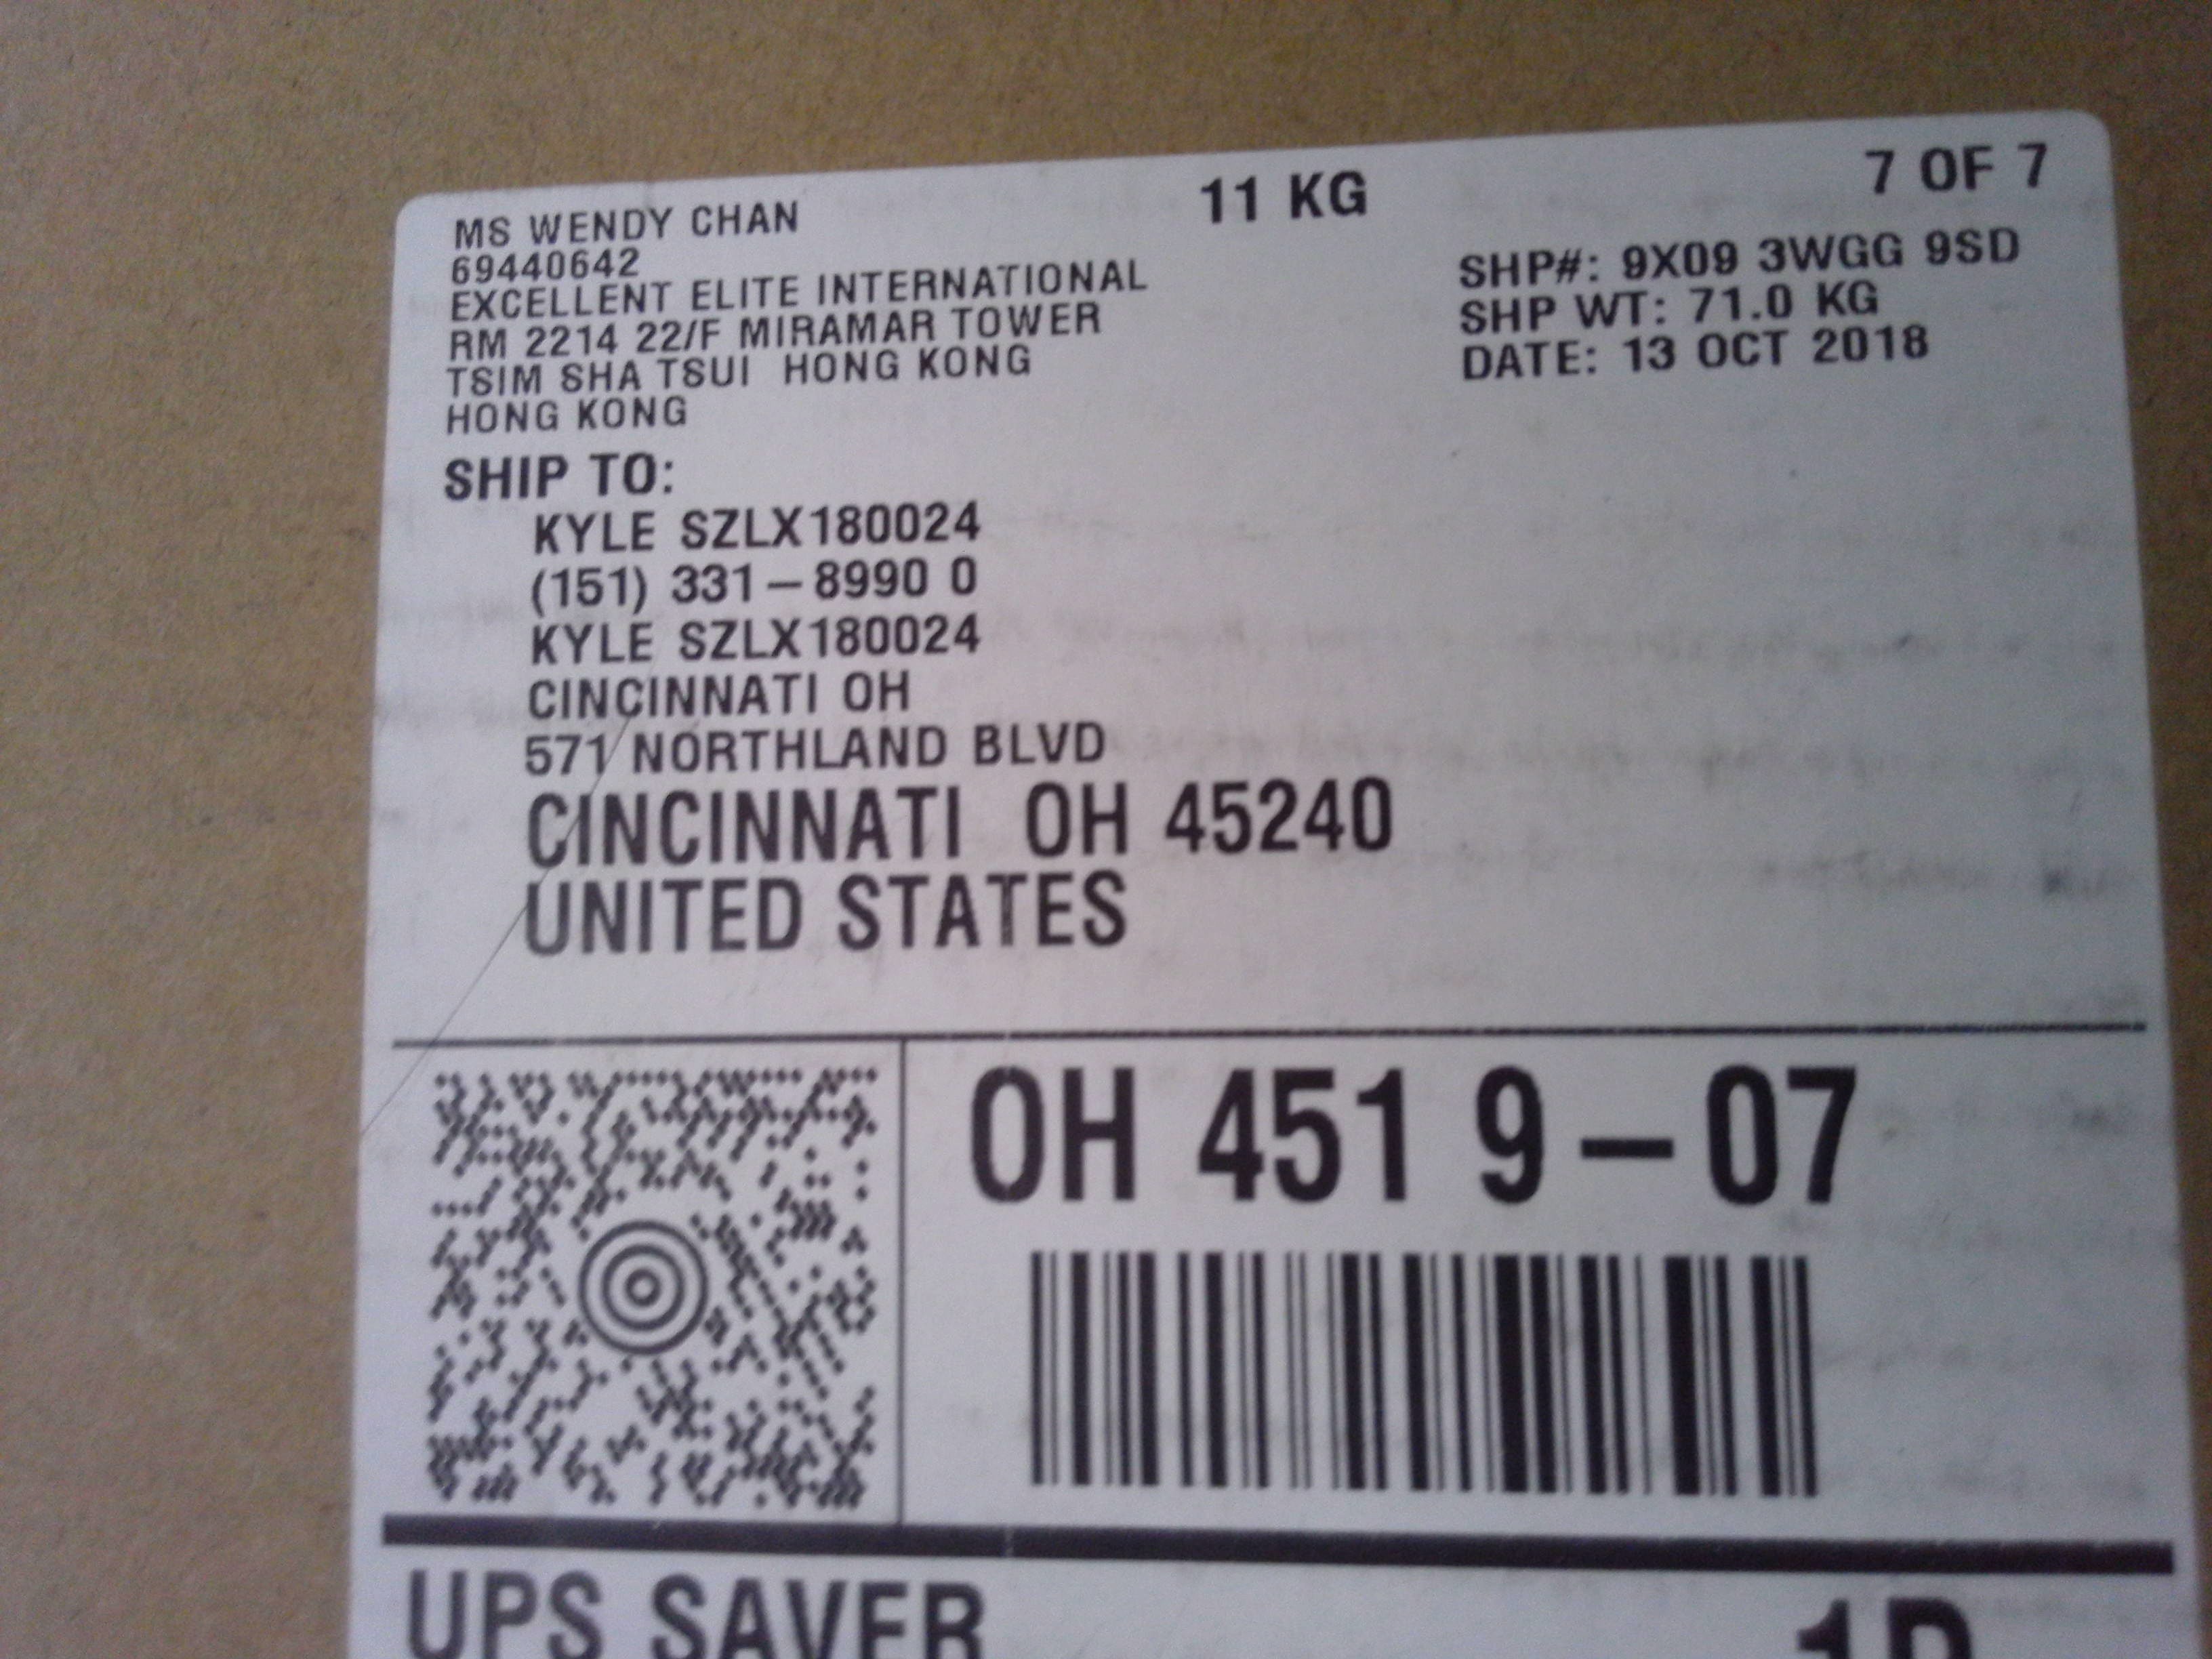 MS WENDY CHAN
69440642
EXCELLENT ELITE INTERNATIONAL
RM 2214 22/F MIRAMAR TOWER
TSIM SHA TSUI HONG KONG
HONG KONG
11 KG
7 OF 7
SHP#: 9X09 3WGG 9SD
SHP WT: 71.0 KG
DATE: 13 OCT 2018
SHIP TO:
KYLE SZLX180024
(151) 331-8990 0
KYLE SZLX180024
CINCINNATI OH
571 NORTHLAND BLVD
CINCINNATI OH 45240
UNITED STATES
OH 451 9-07
UPS SAVER